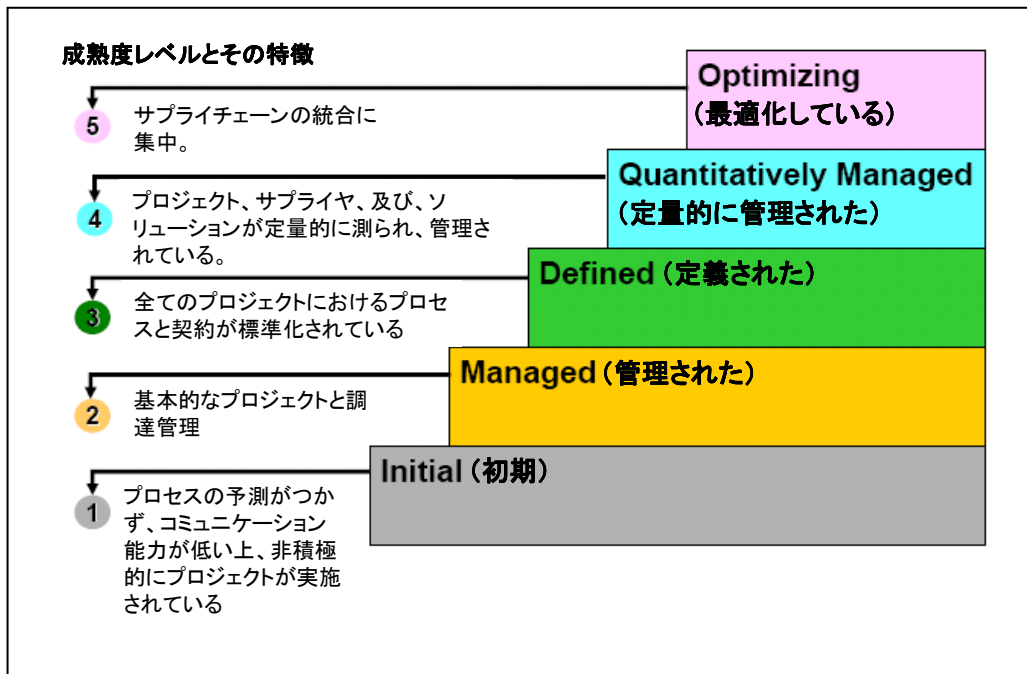 成熟度レベルとその特徴
Optimizing
(最適化している)
5
サプライチェーンの統合に
集中。
Quantitatively Managed
(定量的に管理された)
4
プロジェクト、サプライヤ、及び、ソ
リューションが定量的に測られ、管理さ
れている。
Defined (定義された)
3
全てのプロジェクトにおけるプロセ
スと契約が標準化されている
Managed (管理された)
2
基本的なプロジェクトと調
達管理
Initial (初期)
1
プロセスの予測がつか
ず、コミュニケーション
能力が低い上、非積極
的にプロジェクトが実施
されている